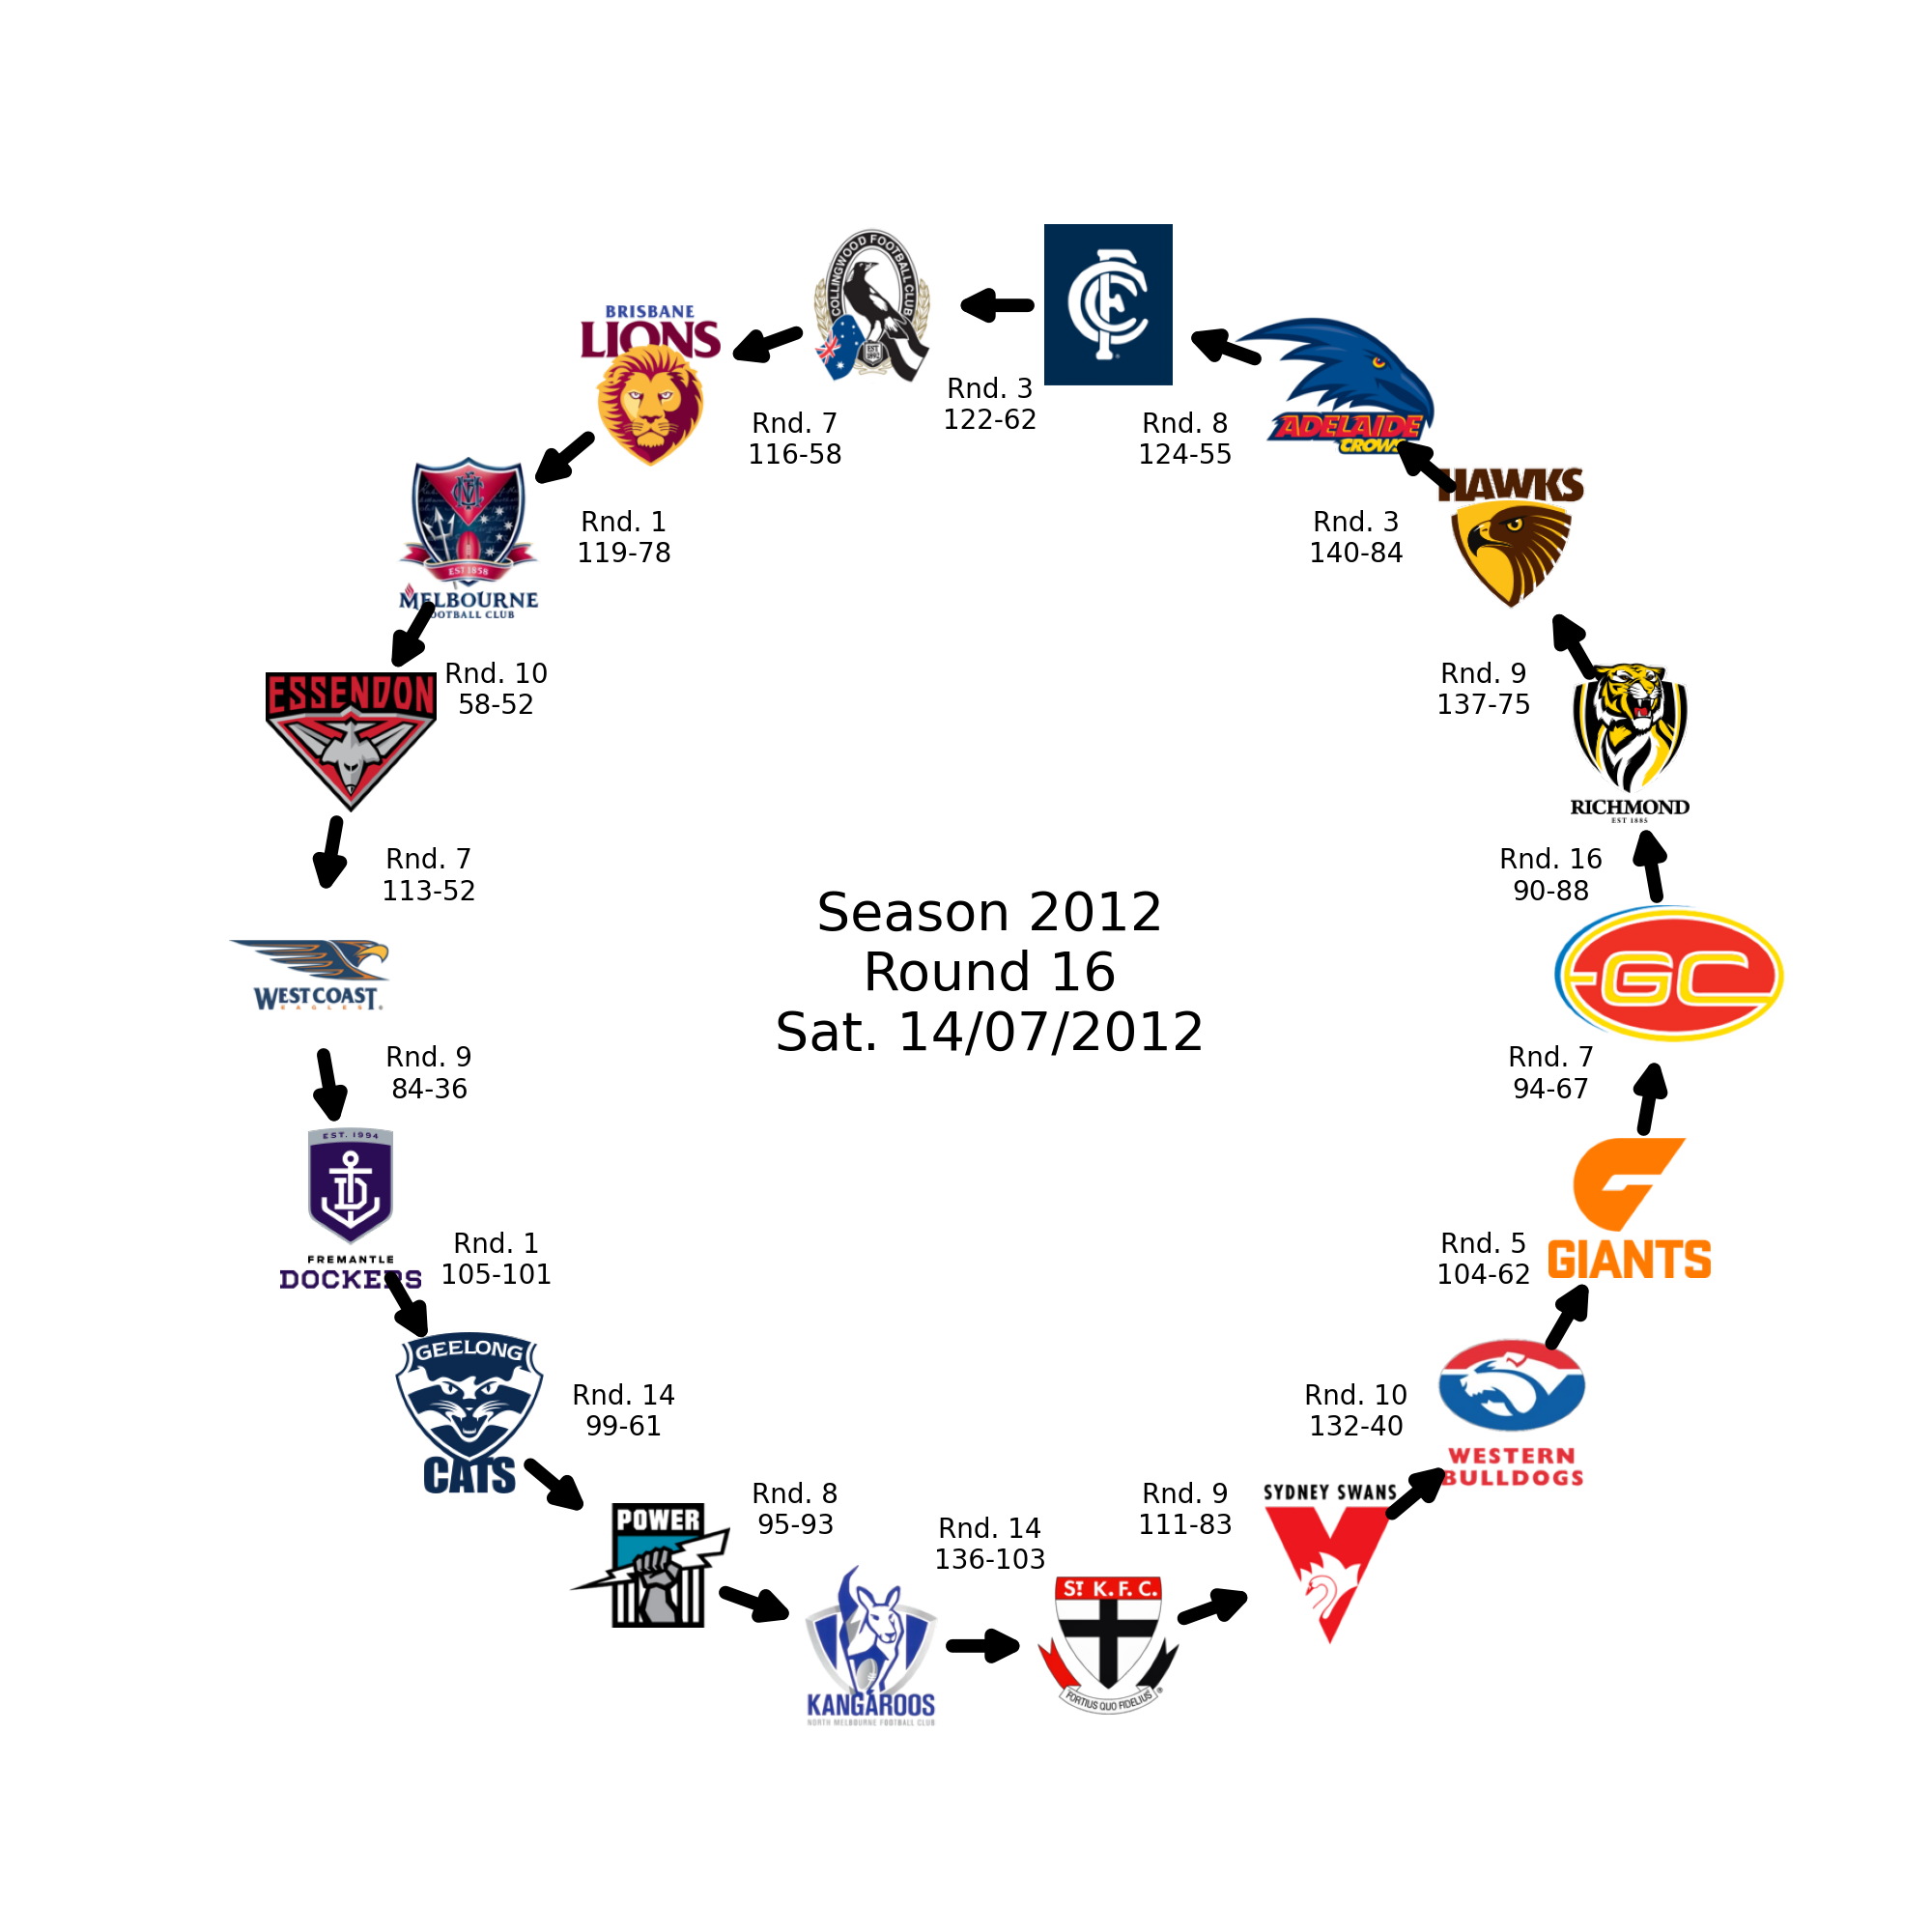 COLLINGWOOD FOOTBALL CLUB
EST 1892
CFC
BRISBANE
LIONS
ADELAIDE
CROWS
Rnd. 3
122-62
Rnd. 7
116-58
Rnd. 8
124-55
HAWKS
EST 1858
MELBOURNE
FOOTBALL CLUB
Rnd. 1
119-78
Rnd. 3
140-84
ESSENDON
Rnd. 10
58-52
Rnd. 9
137-75
RICHMOND
EST 1885
Rnd. 7
113-52
Rnd. 16
90-88
Season 2012
Round 16
Sat. 14/07/2012
WEST COAST
EAGLES
GC
Rnd. 9
84-36
Rnd. 7
94-67
EST. 1994
FREMANTLE
DOCKERS
Rnd. 1
105-101
Rnd. 5
104-62
G
GIANTS
GEELONG
CATS
Rnd. 14
99-61
Rnd. 10
132-40
WESTERN
BULLDOGS
POWER
Rnd. 8
95-93
Rnd. 14
136-103
Rnd. 9
111-83
SYDNEY SWANS
KANGAROOS
NORTH MELBOURNE FOOTBALL CLUB
ST K.F.C.
FORTIUS QUO FIDELIUS